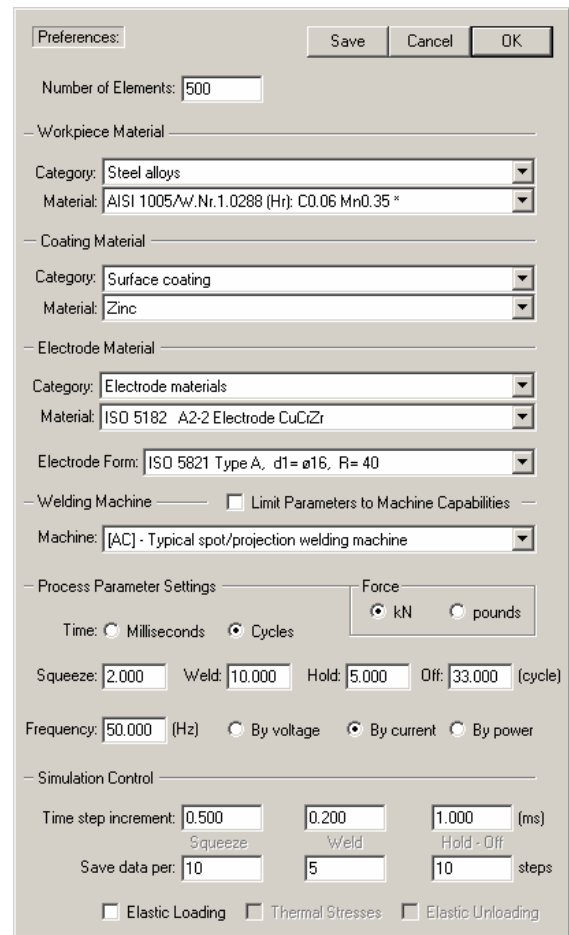 Preferences: Save Cancel OK
Number of Elements: 500
Workpiece Material
Category: Steel alloys
Material: AISI 1005/W.Nr.1.0288 (Hr): C0.06 Mn0.35 *
Coating Material
Category: Surface coating
Material: Zinc
Electrode Material
Category: Electrode materials
Material: ISO 5182 A2-2 Electrode CuCrZr
Electrode Form: ISO 5821 Type A, d1= ø16, R= 40
Welding Machine Limit Parameters to Machine Capabilities
Machine: [AC] - Typical spot/projection welding machine
Process Parameter Settings Force
kN pounds
Time: Milliseconds Cycles
Squeeze: 2.000 Weld: 10.000 Hold: 5.000 Off: 33.000 (cycle)
Frequency: 50.000 (Hz) By voltage By current By power
Simulation Control
Time step increment: 0.500 0.200 1.000 (ms)
Squeeze Weld Hold - Off
Save data per: 10 5 10 steps
Elastic Loading Thermal Stresses Elastic Unloading